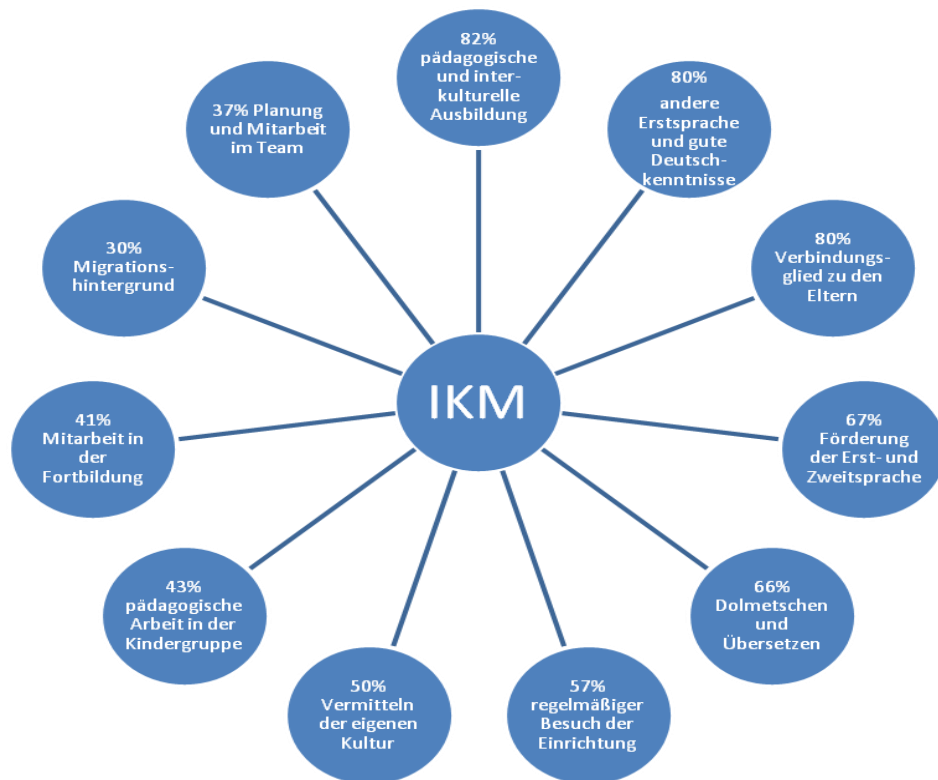 82%
pädagogische
und inter-
kulturelle
Ausbildung
80%
andere
Erstsprache
und gute
Deutsch-
kenntnisse
80%
Verbindungs-
glied zu den
Eltern
67%
Förderung
der Erst- und
Zweitsprache
66%
Dolmetschen
und
Übersetzen
57%
regelmäßiger
Besuch der
Einrichtung
50%
Vermitteln
der eigenen
Kultur
43%
pädagogische
Arbeit in der
Kindergruppe
41%
Mitarbeit in
der
Fortbildung
30%
Migrations-
hintergrund
37% Planung
und Mitarbeit
im Team
IKM